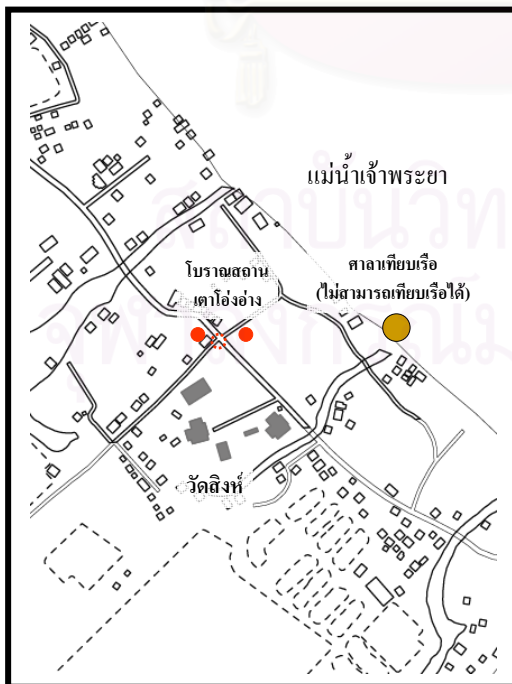 แม่น้ำเจ้าพระยา
โบราณสถาน
เตาโอ่งอ่าง
ศาลาเทียบเรือ
(ไม่สามารถเทียบเรือได้)
วัดสิงห์